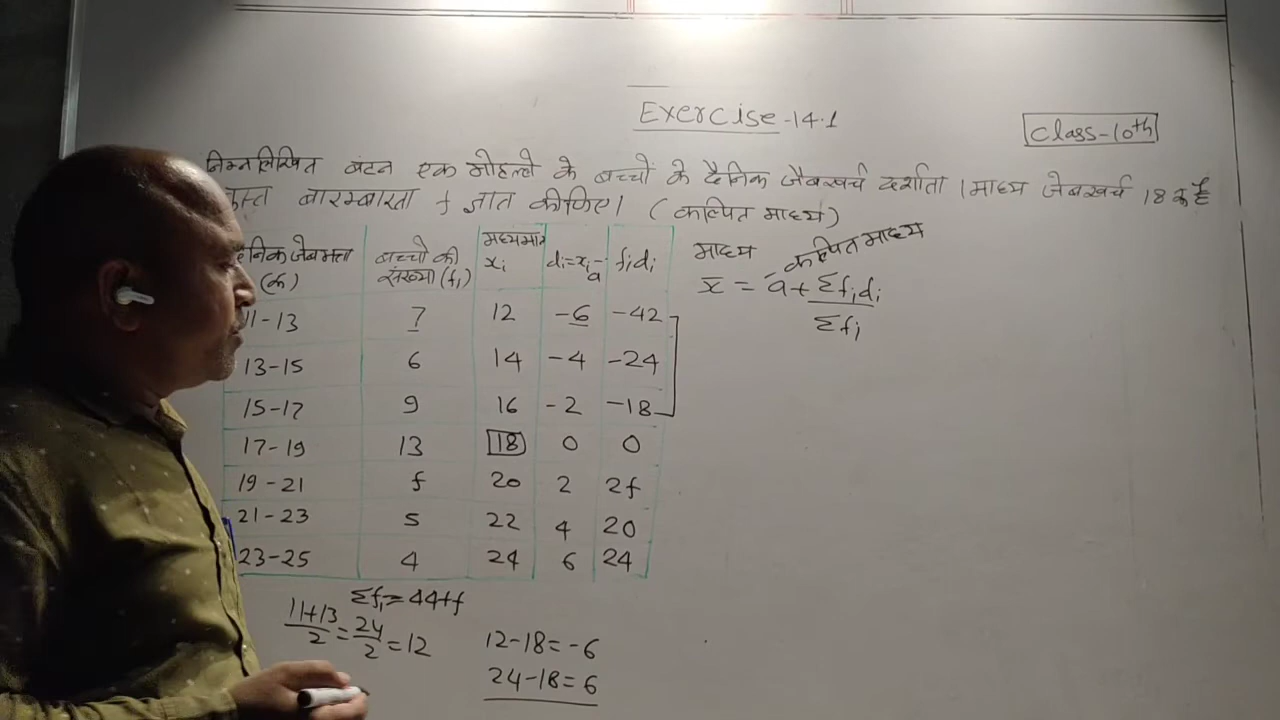 Exercise-14.1
Class-10th
निम्नलिखित बंटन एक मोहल्ले के बच्चों के दैनिक जेबखर्च दर्शाता । माध्य जेबखर्च 18 रु है
बारम्बारता f ज्ञात कीजिए। (कल्पित माध्य)
दैनिक जेबभत्ता (रू) बच्चो की संख्या (fi) मध्यमान xi di=xi-a fidi
11-13 7 12 -6 -42
13-15 6 14 -4 -24
15-17 9 16 -2 -18
17-19 13 18 0 0
19-21 f 20 2 2f
21-23 5 22 4 20
23-25 4 24 6 24
Σfi=44+f
11+13/2=24/2=12
12-18=-6
24-18=6
माध्य कल्पित माध्य
x̄ = a+Σfidi/Σfi